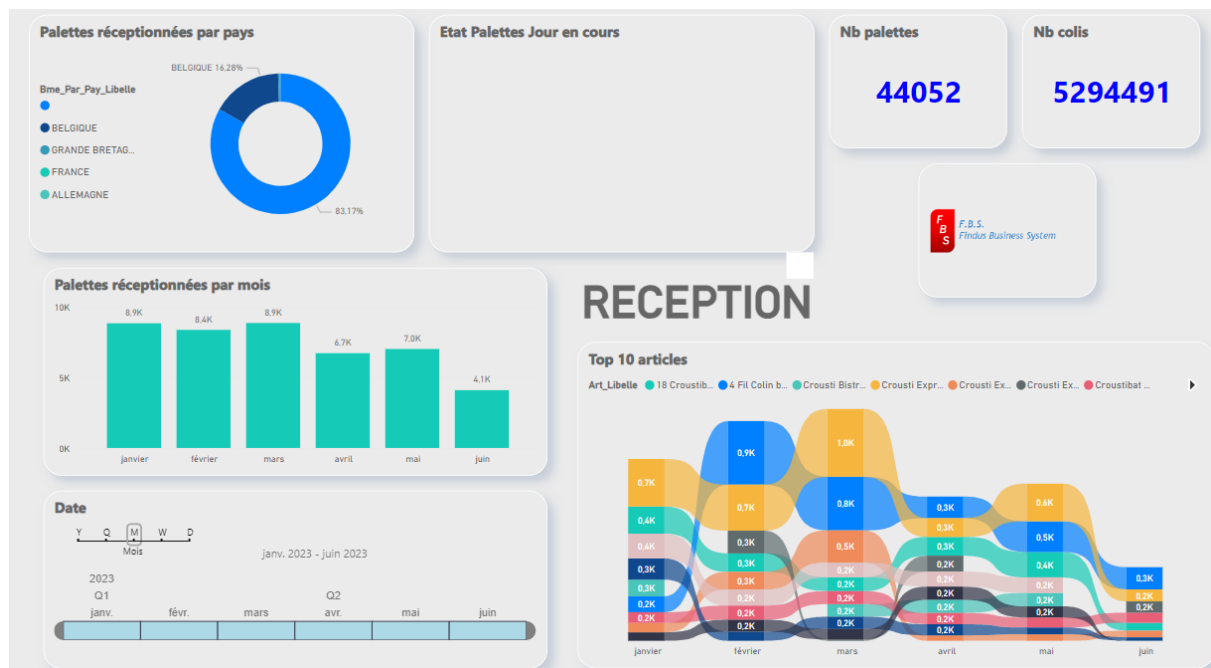 Palettes réceptionnées par pays
Bme_Par_Pay_Libelle
BELGIQUE
GRANDE BRETAG...
FRANCE
ALLEMAGNE
BELGIQUE 16,28%
83,17%
Etat Palettes Jour en cours
Nb palettes
44052
Nb colis
5294491
F
B
S
F.B.S.
Findus Business System
Palettes réceptionnées par mois
10K
5K
0K
8,9K
8,4K
8,9K
6,7K
7,0K
4,1K
janvier février mars avril mai juin
RECEPTION
Date
Y Q M W D
Mois
janv. 2023 - juin 2023
2023
Q1 Q2
janv. févr. mars avr. mai juin
Top 10 articles
Art_Libelle 18 Croustib... 4 Fil Colin b... Crousti Bistr... Crousti Expr... Crousti Ex... Crousti Ex... Croustibat ...
0,7K
0,4K
0,4K
0,3K
0,3K
0,2K
0,2K
0,9K
0,7K
0,3K
0,3K
0,3K
0,2K
0,2K
0,2K
1,0K
0,8K
0,5K
0,2K
0,2K
0,2K
0,2K
0,2K
0,3K
0,3K
0,3K
0,2K
0,2K
0,2K
0,2K
0,2K
0,2K
0,6K
0,5K
0,4K
0,2K
0,2K
0,2K
0,3K
0,2K
0,2K
janvier février mars avril mai juin